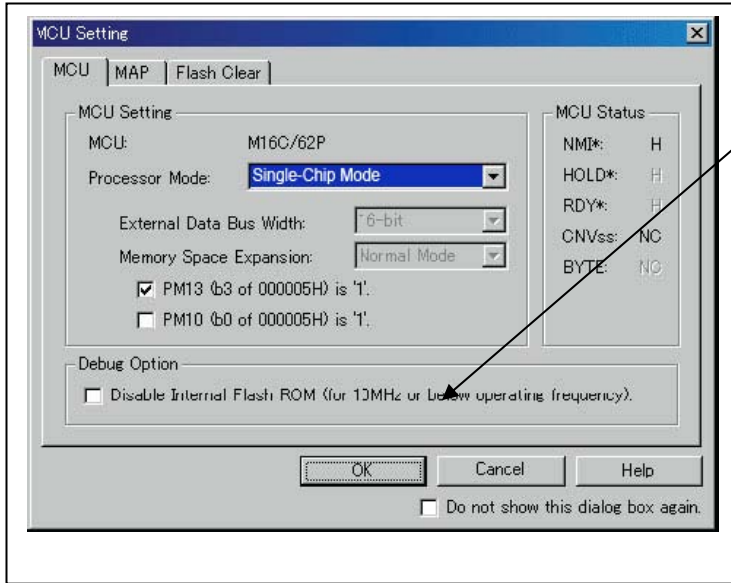 MCU Setting
MCU
MAP
Flash Clear
MCU Setting
MCU: M16C/62P
Processor Mode: Single-Chip Mode
External Data Bus Width: 16-bit
Memory Space Expansion: Normal Mode
PM13 (b3 of 000005H) is '1'.
PM10 (b0 of 000005H) is '1'.
MCU Status
NMI*: H
HOLD*: H
RDY*: H
CNVss: NC
BYTE: NC
Debug Option
Disable Internal Flash ROM (for 10MHz or below operating frequency).
OK
Cancel
Help
Do not show this dialog box again.